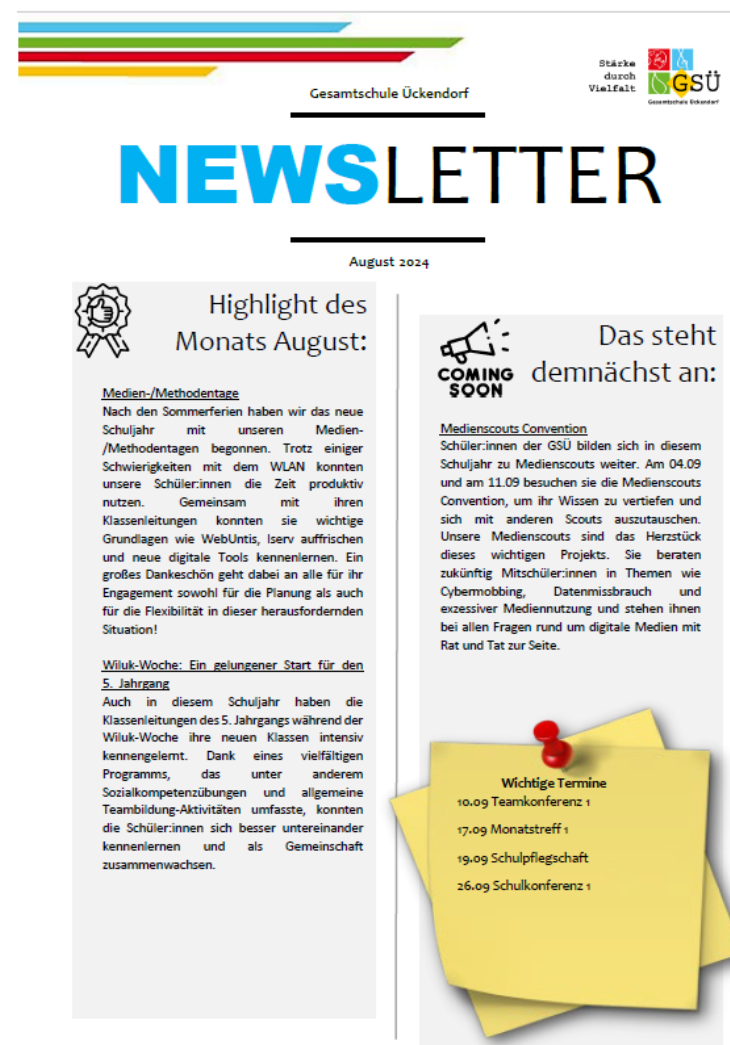 Gesamtschule Ückendorf
Stärke
durch
Vielfalt
GSÜ
Gesamtschule Ückendorf
NEWSLETTER
August 2024
Highlight des
Monats August:
Medien-/Methodentage
Nach den Sommerferien haben wir das neue
Schuljahr mit unseren Medien-
/Methodentagen begonnen. Trotz einiger
Schwierigkeiten mit dem WLAN konnten
unsere Schüler:innen die Zeit produktiv
nutzen. Gemeinsam mit ihren
Klassenleitungen konnten sie wichtige
Grundlagen wie WebUntis, Iserv auffrischen
und neue digitale Tools kennenlernen. Ein
großes Dankeschön geht dabei an alle für ihr
Engagement sowohl für die Planung als auch
für die Flexibilität in dieser herausfordernden
Situation!
Wiluk-Woche: Ein gelungener Start für den
5. Jahrgang
Auch in diesem Schuljahr haben die
Klassenleitungen des 5. Jahrgangs während der
Wiluk-Woche ihre neuen Klassen intensiv
kennengelernt. Dank eines vielfältigen
Programms, das unter anderem
Sozialkompetenzübungen und allgemeine
Teambildung-Aktivitäten umfasste, konnten
die Schüler:innen sich besser untereinander
kennenlernen und als Gemeinschaft
zusammenwachsen.
COMING
SOON
Das steht
demnächst an:
Medienscouts Convention
Schüler:innen der GSÜ bilden sich in diesem
Schuljahr zu Medienscouts weiter. Am 04.09
und am 11.09 besuchen sie die Medienscouts
Convention, um ihr Wissen zu vertiefen und
sich mit anderen Scouts auszutauschen.
Unsere Medienscouts sind das Herzstück
dieses wichtigen Projekts. Sie beraten
zukünftig Mitschüler:innen in Themen wie
Cybermobbing, Datenmissbrauch und
exzessiver Mediennutzung und stehen ihnen
bei allen Fragen rund um digitale Medien mit
Rat und Tat zur Seite.
Wichtige Termine
10.09 Teamkonferenz 1
17.09 Monatstreff 1
19.09 Schulpflegschaft
26.09 Schulkonferenz 1